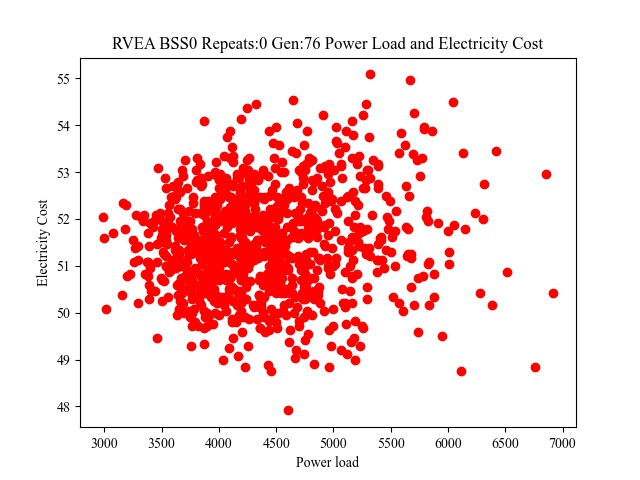 RVEA BSS0 Repeats:0 Gen:76 Power Load and Electricity Cost
55
54
53
52
51
50
49
48
Electricity Cost
3000 3500 4000 4500 5000 5500 6000 6500 7000
Power load